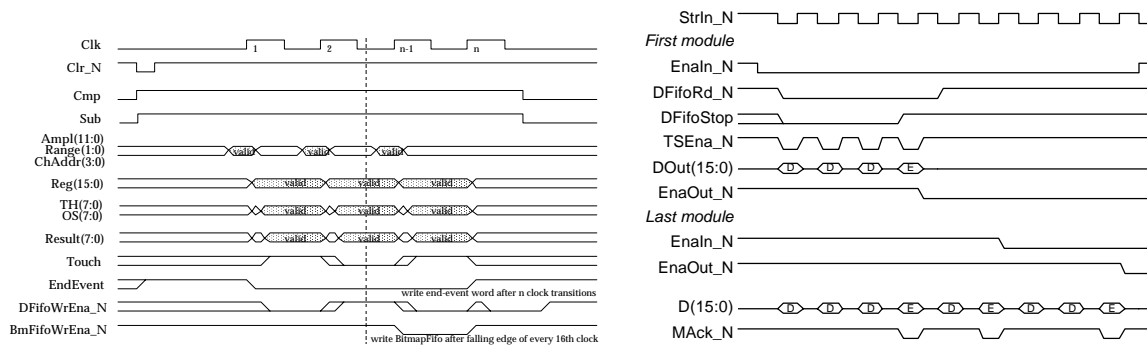 Clk 1 2 n-1 n
Clr_N
Cmp
Sub
Ampl(11:0)
Range(1:0) valid valid valid
ChAddr(3:0)
Reg(15:0) valid valid valid
TH(7:0) valid valid valid
OS(7:0)
Result(7:0) valid valid valid
Touch
EndEvent
write end-event word after n clock transitions
DFifoWrEna_N
BmFifoWrEna_N
write BitmapFifo after falling edge of every 16th clock
StrIn_N
First module
EnaIn_N
DFifoRd_N
DFifoStop
TSEna_N
DOut(15:0) D D D E
EnaOut_N
Last module
EnaIn_N
EnaOut_N
D(15:0) D D D E D E D D E
MAck_N